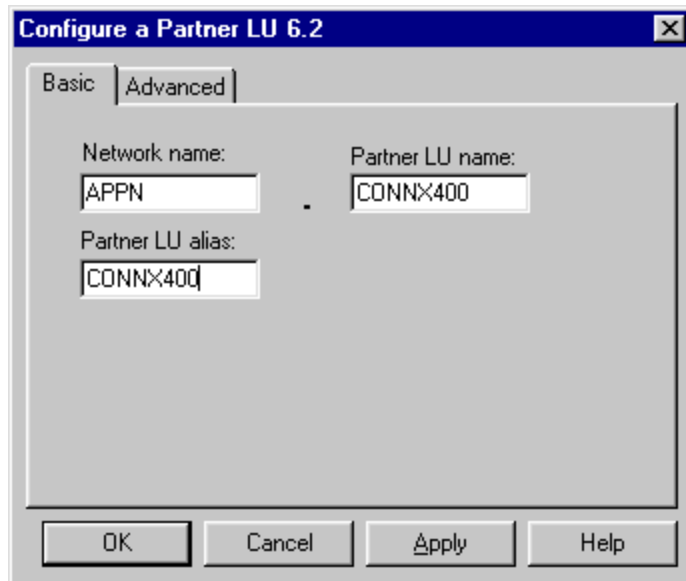 Configure a Partner LU 6.2
Basic Advanced
Network name: Partner LU name:
APPN . CONNX400
Partner LU alias:
CONNX400
OK Cancel Apply Help